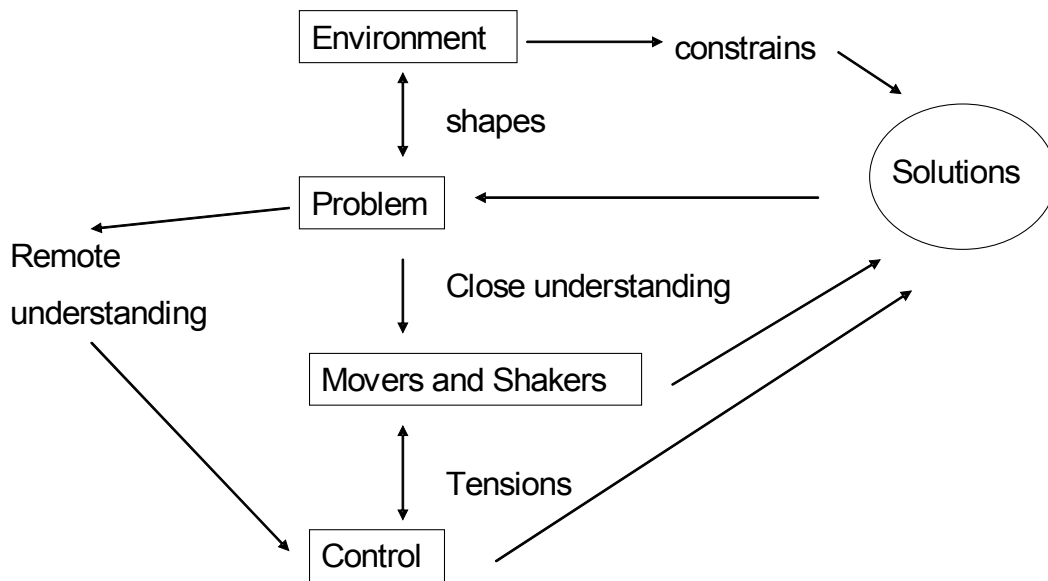 Environment
constrains
shapes
Solutions
Problem
Remote
understanding
Close understanding
Movers and Shakers
Tensions
Control